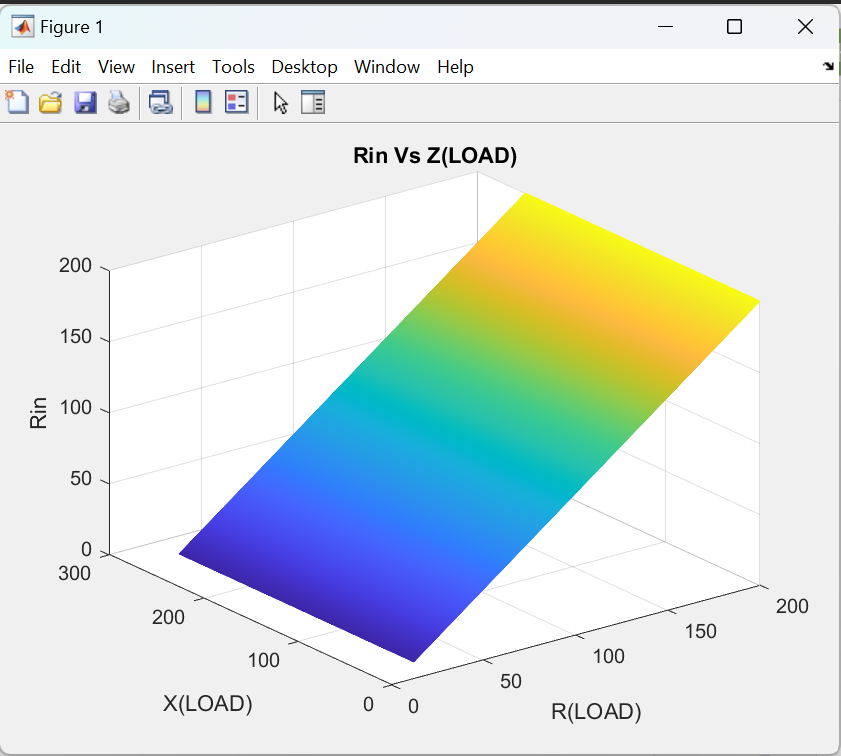 Figure 1
File Edit View Insert Tools Desktop Window Help
Rin Vs Z(LOAD)
200
150
100
50
0
Rin
300
200
100
0
X(LOAD)
0
50
100
150
200
R(LOAD)